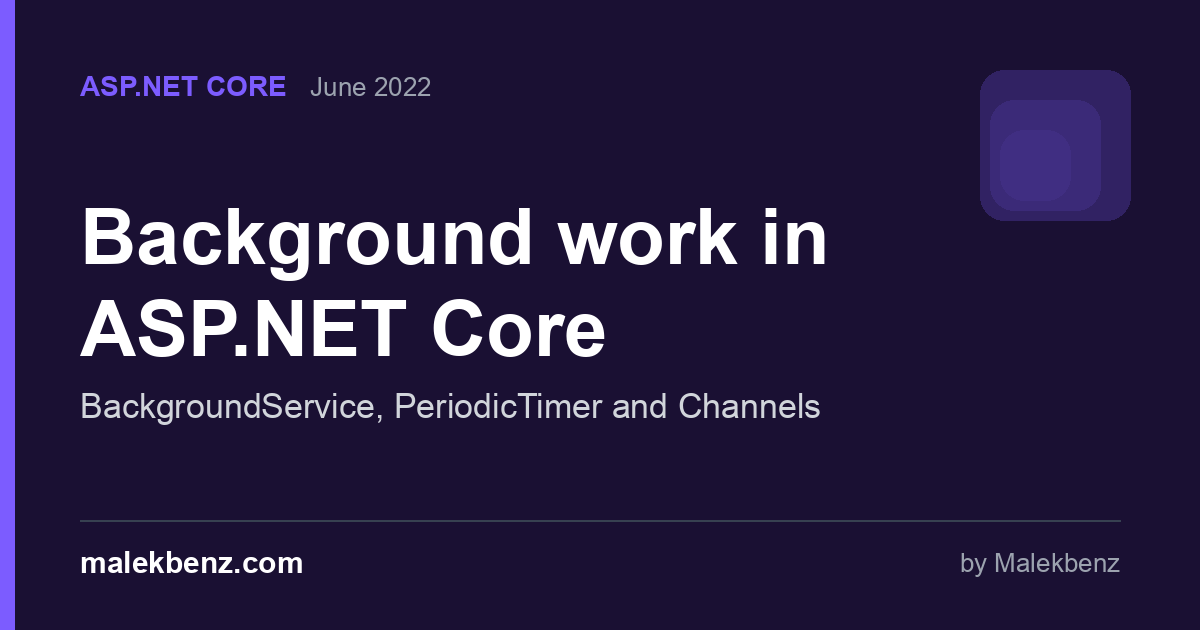 ASP.NET CORE June 2022
Background work in
ASP.NET Core
BackgroundService, PeriodicTimer and Channels
malekbenz.com
by Malekbenz